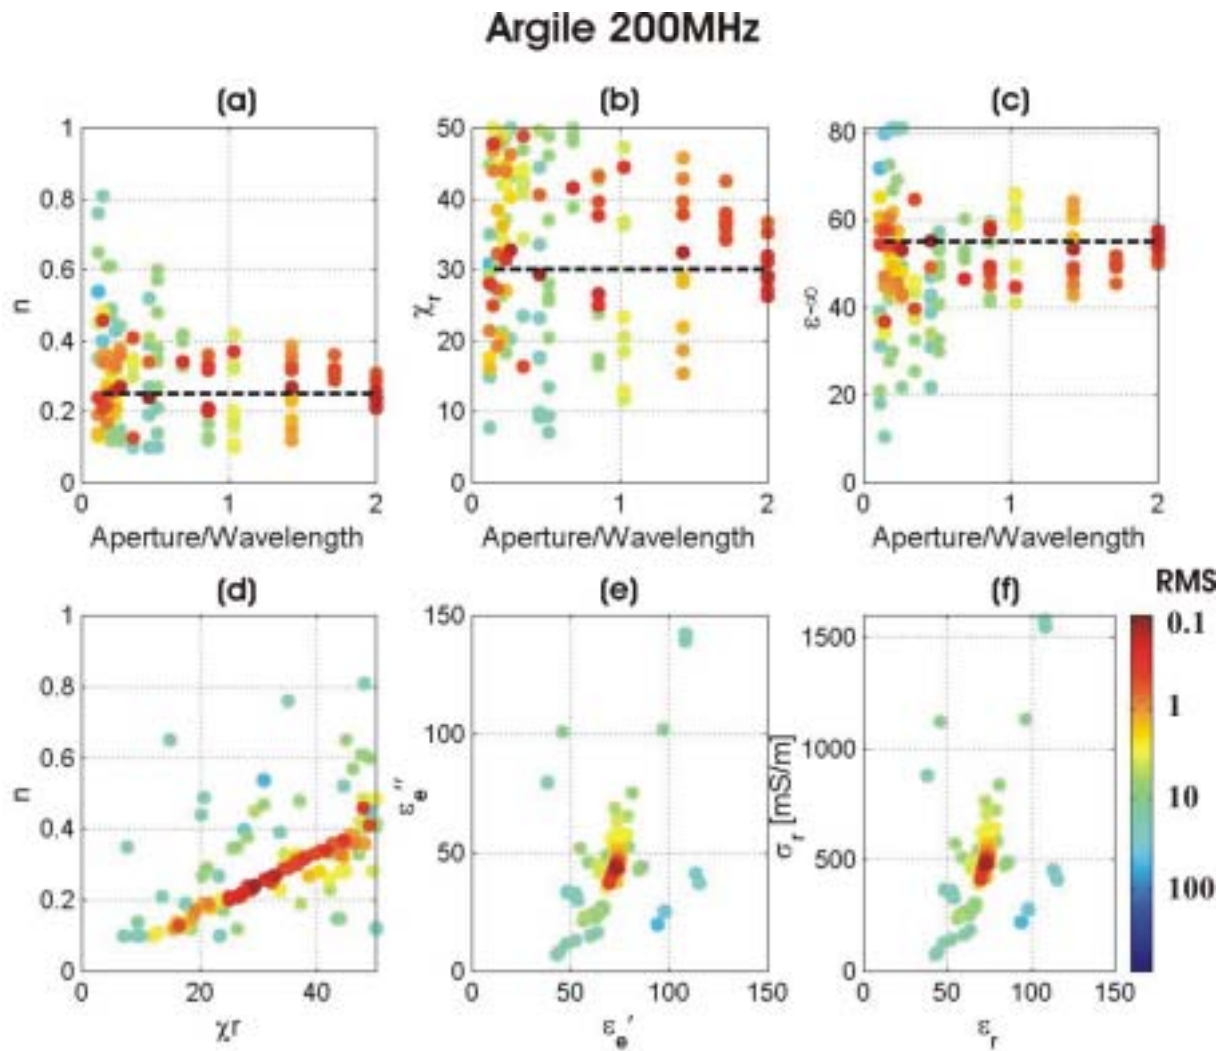 Argile 200MHz
(a) (b) (c)
1 50 80
0.8 40
60
0.6 30
n χr ε-∞
0.4 20 40
0.2 10 20
0 0 0
0 1 2 0 1 2 0 1 2
Aperture/Wavelength Aperture/Wavelength Aperture/Wavelength
(d) (e) (f) RMS
1 150 1500 0.1
0.8
100 1
0.6 1000
n εe'' σr [mS/m] 10
0.4 50 500
0.2 100
0 0 0
0 20 40 0 50 100 150 0 50 100 150
χr εe' εr